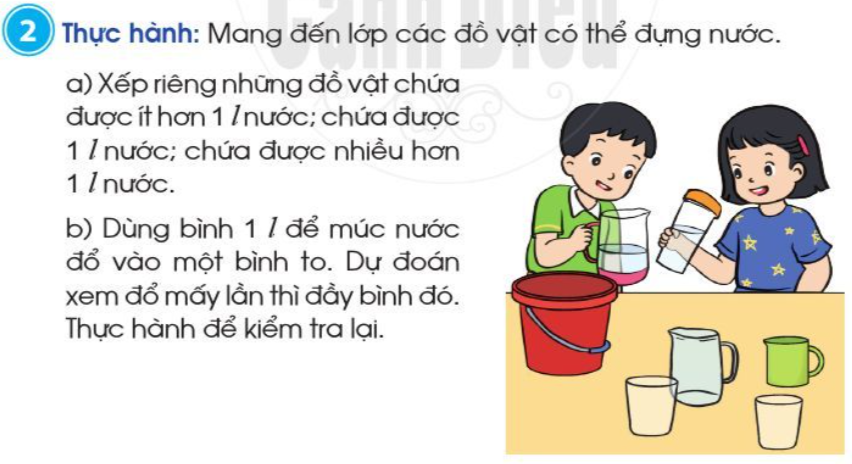 Cánh Diều
2 Thực hành: Mang đến lớp các đồ vật có thể đựng nước.
a) Xếp riêng những đồ vật chứa
được ít hơn 1 l nước; chứa được
1 l nước; chứa được nhiều hơn
1 l nước.
b) Dùng bình 1 l để múc nước
đổ vào một bình to. Dự đoán
xem đổ mấy lần thì đầy bình đó.
Thực hành để kiểm tra lại.